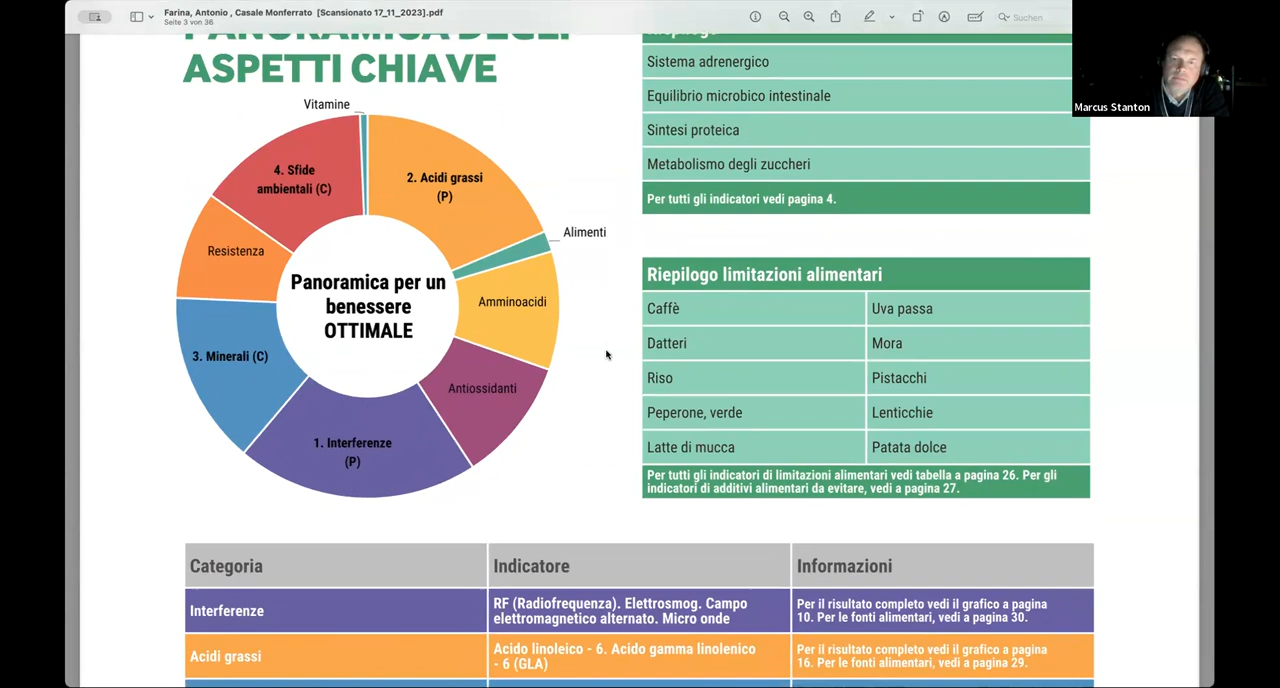 Farina, Antonio , Casale Monferrato [Scansionato 17_11_2023].pdf
Seite 3 von 36
Suchen
Marcus Stanton
PANORAMICA DEGLI
ASPETTI CHIAVE
Vitamine
4. Sfide
ambientali (C)
2. Acidi grassi
(P)
Alimenti
Resistenza
Amminoacidi
Panoramica per un
benessere
OTTIMALE
3. Minerali (C)
Antiossidanti
1. Interferenze
(P)
Riepilogo
Sistema adrenergico
Equilibrio microbico intestinale
Sintesi proteica
Metabolismo degli zuccheri
Per tutti gli indicatori vedi pagina 4.
Riepilogo limitazioni alimentari
Caffè
Uva passa
Datteri
Mora
Riso
Pistacchi
Peperone, verde
Lenticchie
Latte di mucca
Patata dolce
Per tutti gli indicatori di limitazioni alimentari vedi tabella a pagina 26. Per gli
indicatori di additivi alimentari da evitare, vedi a pagina 27.
Categoria
Indicatore
Informazioni
Interferenze
RF (Radiofrequenza). Elettrosmog. Campo
elettromagnetico alternato. Micro onde
Per il risultato completo vedi il grafico a pagina
10. Per le fonti alimentari, vedi a pagina 30.
Acidi grassi
Acido linoleico - 6. Acido gamma linolenico
- 6 (GLA)
Per il risultato completo vedi il grafico a pagina
16. Per le fonti alimentari, vedi a pagina 29.